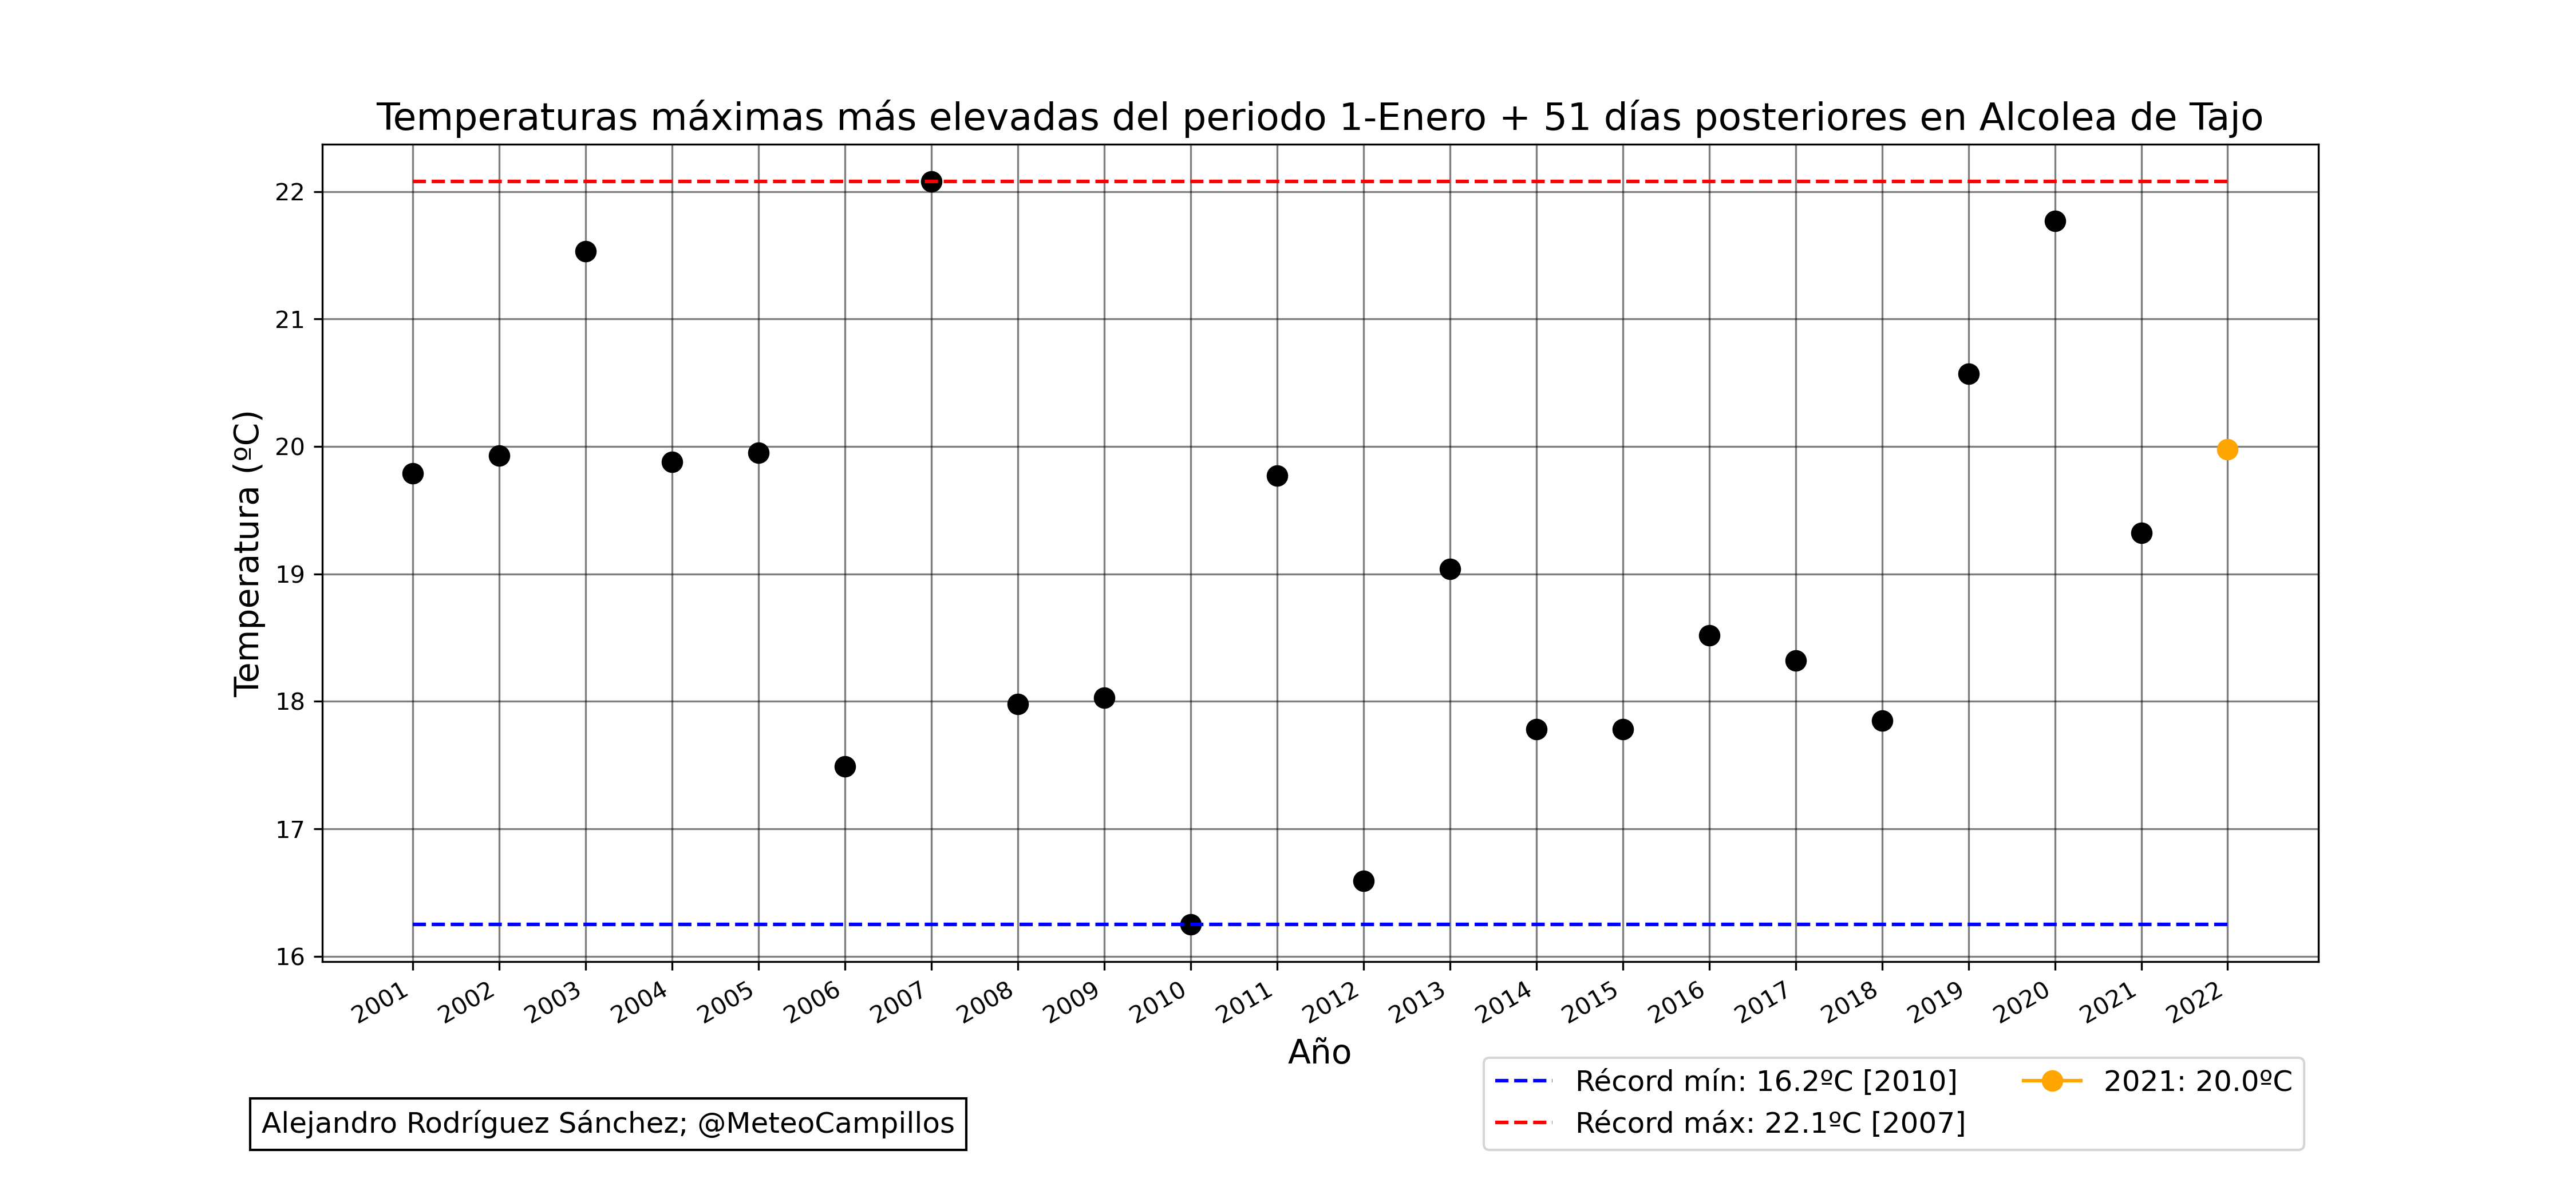 Temperaturas máximas más elevadas del periodo 1-Enero + 51 días posteriores en Alcolea de Tajo
Temperatura (ºC)
22
21
20
19
18
17
16
2001 2002 2003 2004 2005 2006 2007 2008 2009 2010 2011 2012 2013 2014 2015 2016 2017 2018 2019 2020 2021 2022
Año
Récord mín: 16.2ºC [2010]
Récord máx: 22.1ºC [2007]
2021: 20.0ºC
Alejandro Rodríguez Sánchez; @MeteoCampillos